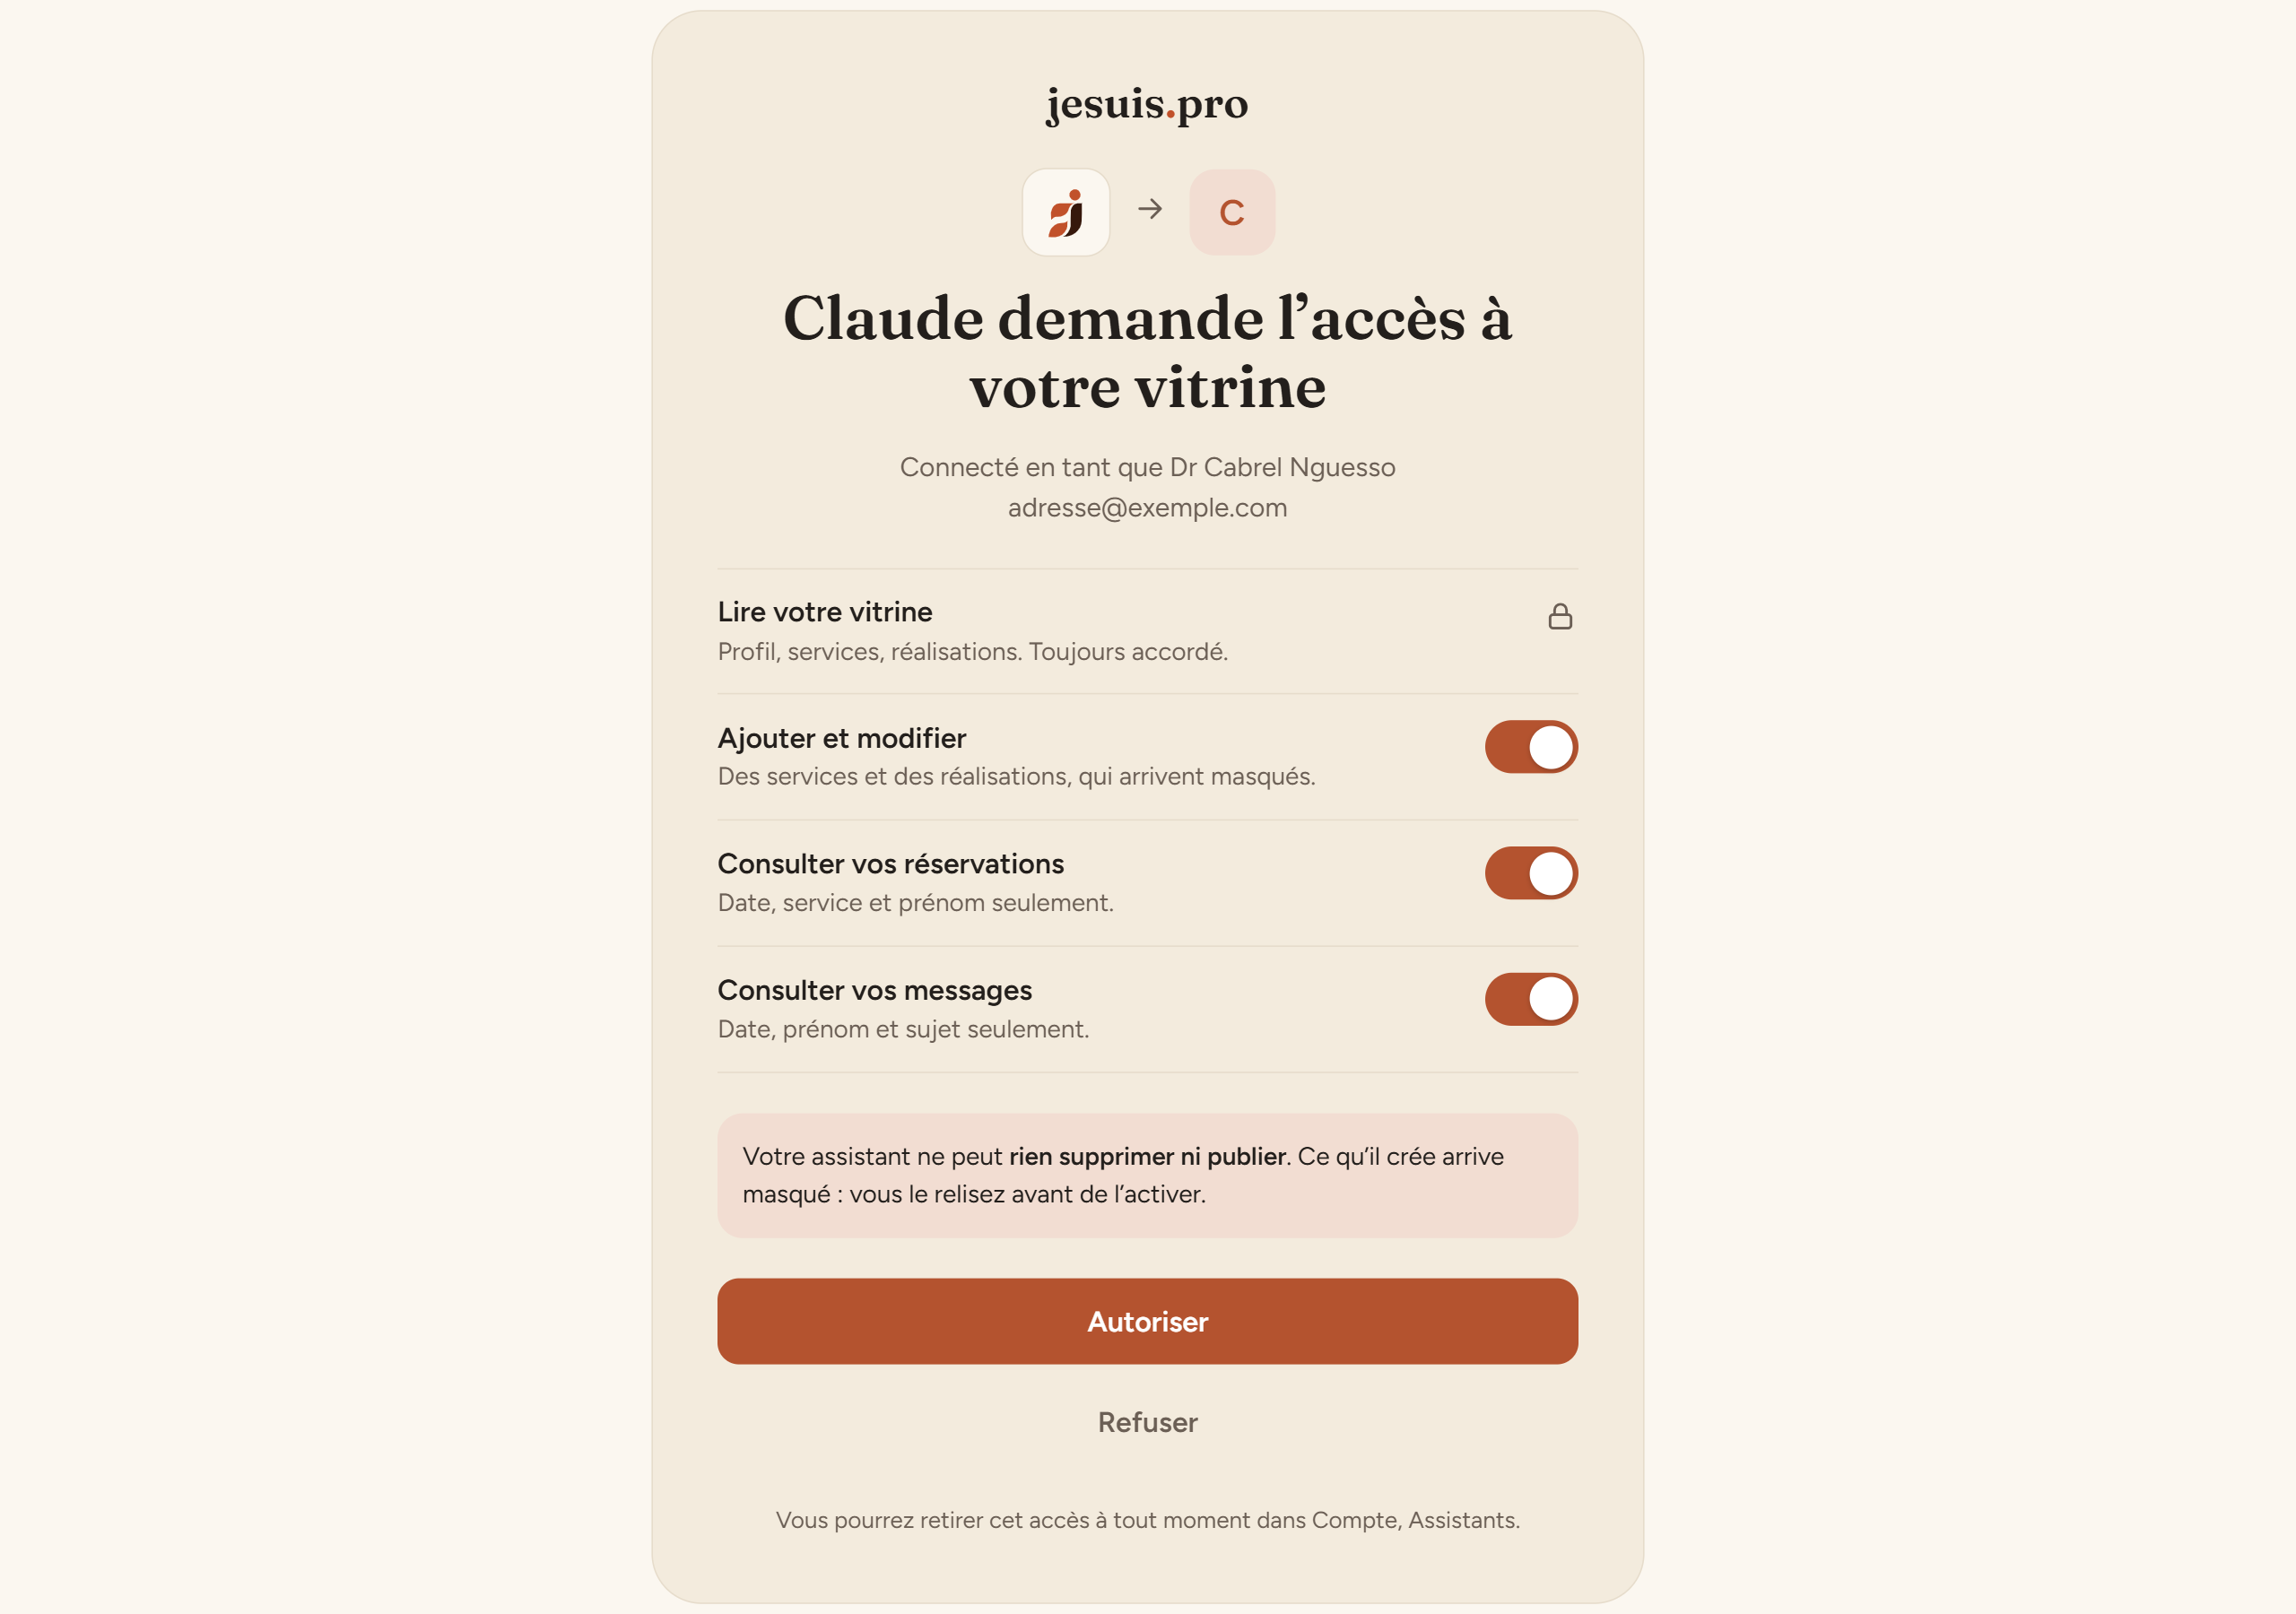 jesuis.pro
C
Claude demande l’accès à
votre vitrine
Connecté en tant que Dr Cabrel Nguesso
adresse@exemple.com
Lire votre vitrine
Profil, services, réalisations. Toujours accordé.
Ajouter et modifier
Des services et des réalisations, qui arrivent masqués.
Consulter vos réservations
Date, service et prénom seulement.
Consulter vos messages
Date, prénom et sujet seulement.
Votre assistant ne peut rien supprimer ni publier. Ce qu’il crée arrive
masqué : vous le relisez avant de l’activer.
Autoriser
Refuser
Vous pourrez retirer cet accès à tout moment dans Compte, Assistants.